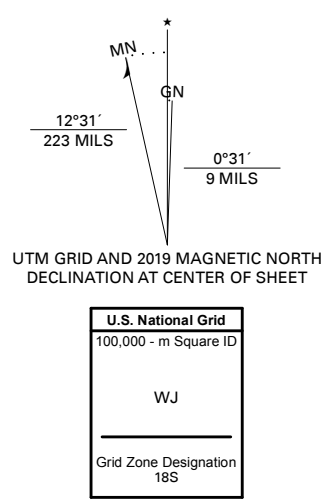 MN
GN
12°31´
223 MILS
0°31´
9 MILS
UTM GRID AND 2019 MAGNETIC NORTH
DECLINATION AT CENTER OF SHEET
U.S. National Grid
100,000 - m Square ID
WJ
Grid Zone Designation
18S